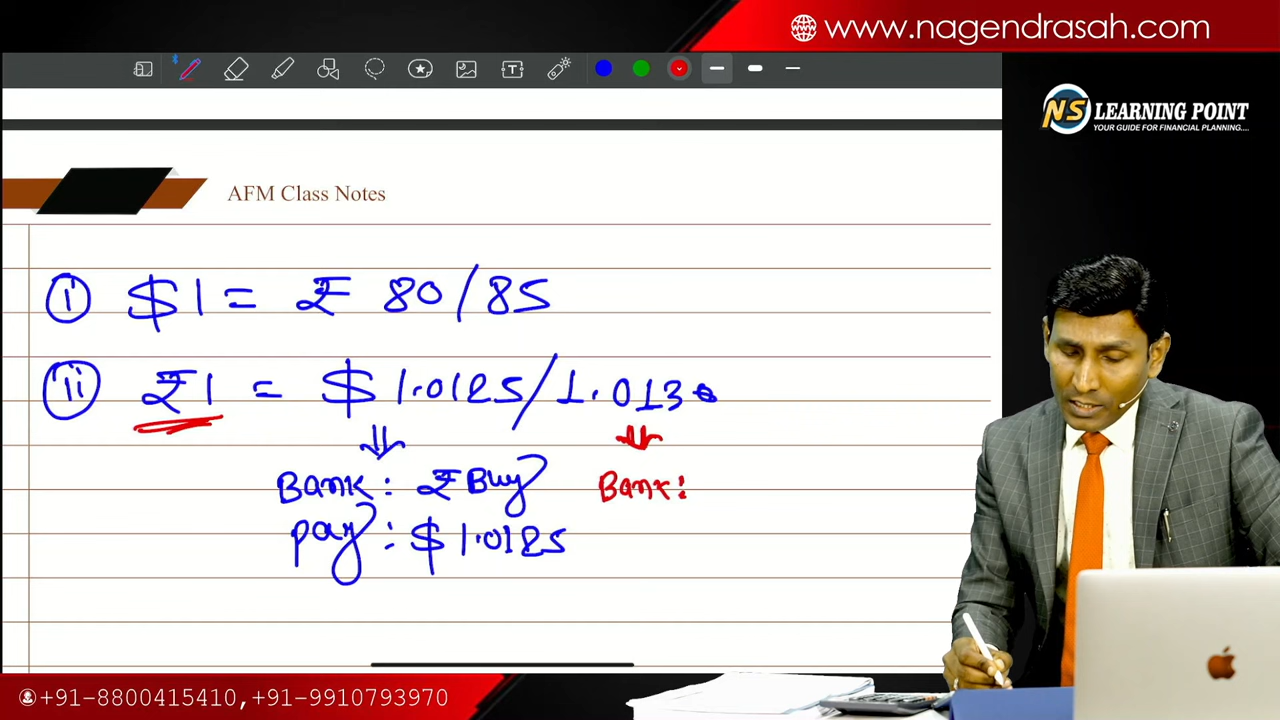 www.nagendrasah.com
NS LEARNING POINT
YOUR GUIDE FOR FINANCIAL PLANNING....
AFM Class Notes
(i) $1 = ₹ 80/85
(ii) ₹1 = $ 1.0125/1.013
Bank: ₹ Buy Bank:
pay: $ 1.0125
+91-8800415410,+91-9910793970